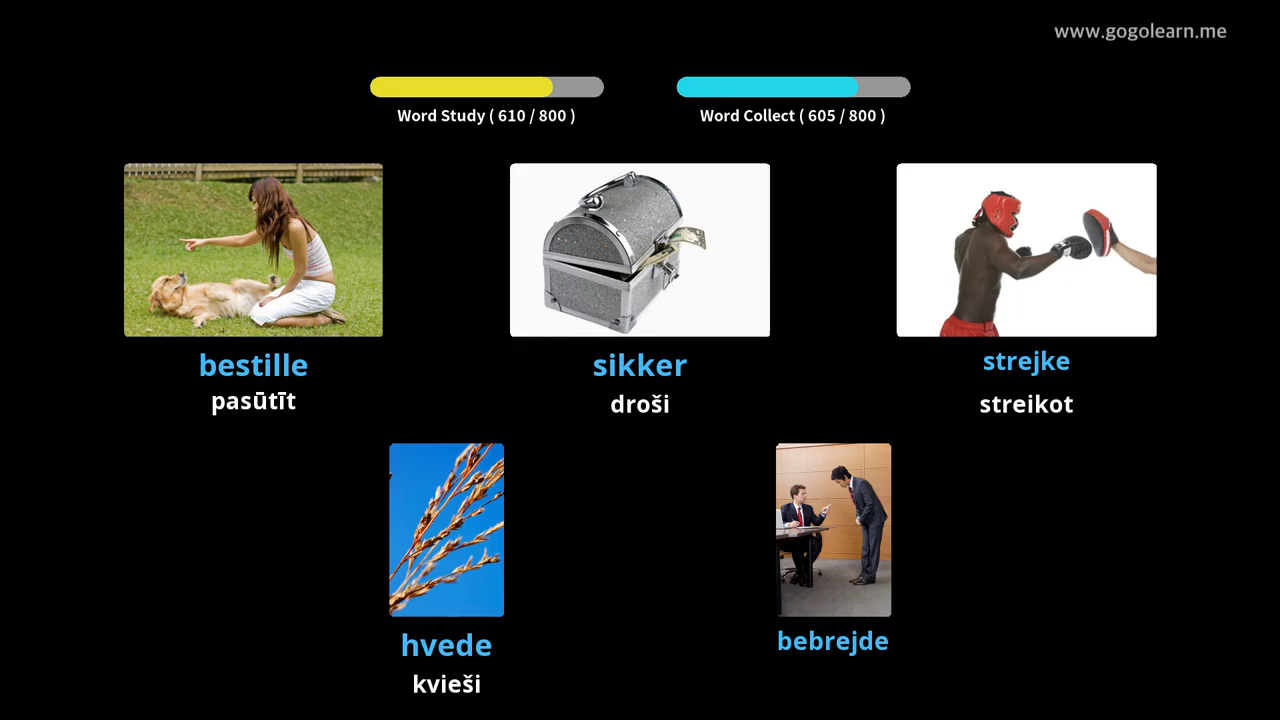 www.gogolearn.me
Word Study ( 610 / 800 )
Word Collect ( 605 / 800 )
bestille
pasūtīt
sikker
droši
strejke
streikot
hvede
kvieši
bebrejde